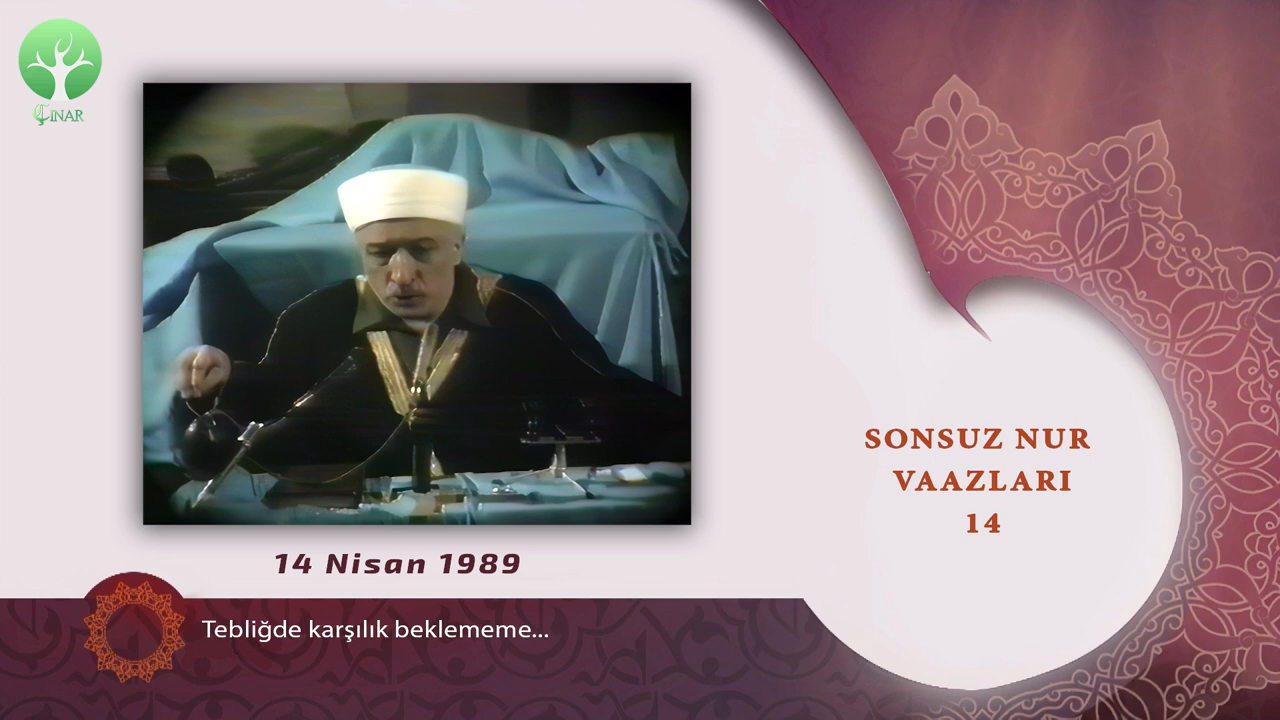 ÇINAR
SONSUZ NUR
VAAZLARI
14
14 Nisan 1989
Tebliğde karşılık beklememe...